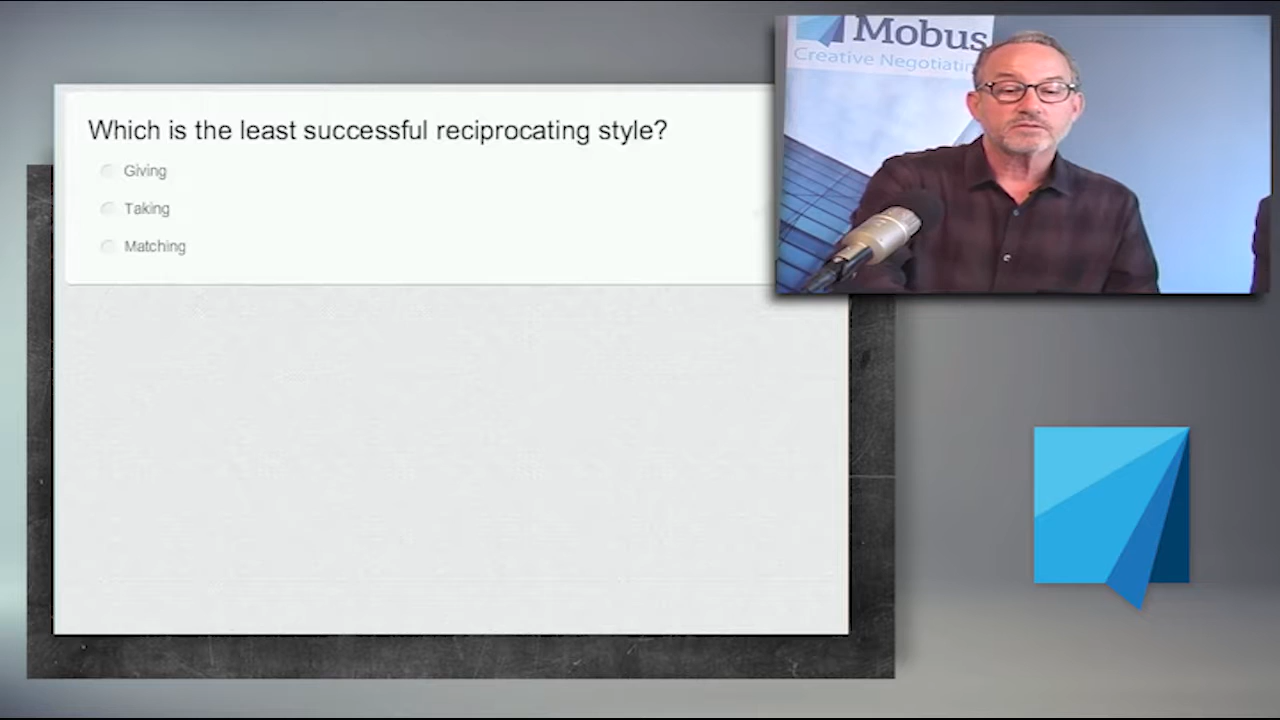 Which is the least successful reciprocating style?
Giving
Taking
Matching
Mobus
Creative Negotiatin